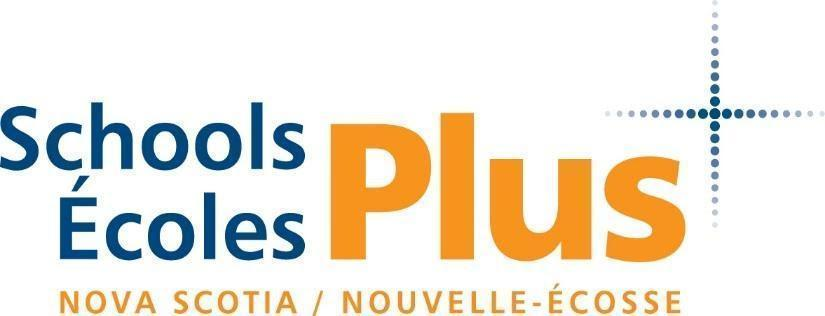 Schools
Écoles
Plus
NOVA SCOTIA / NOUVELLE-ÉCOSSE